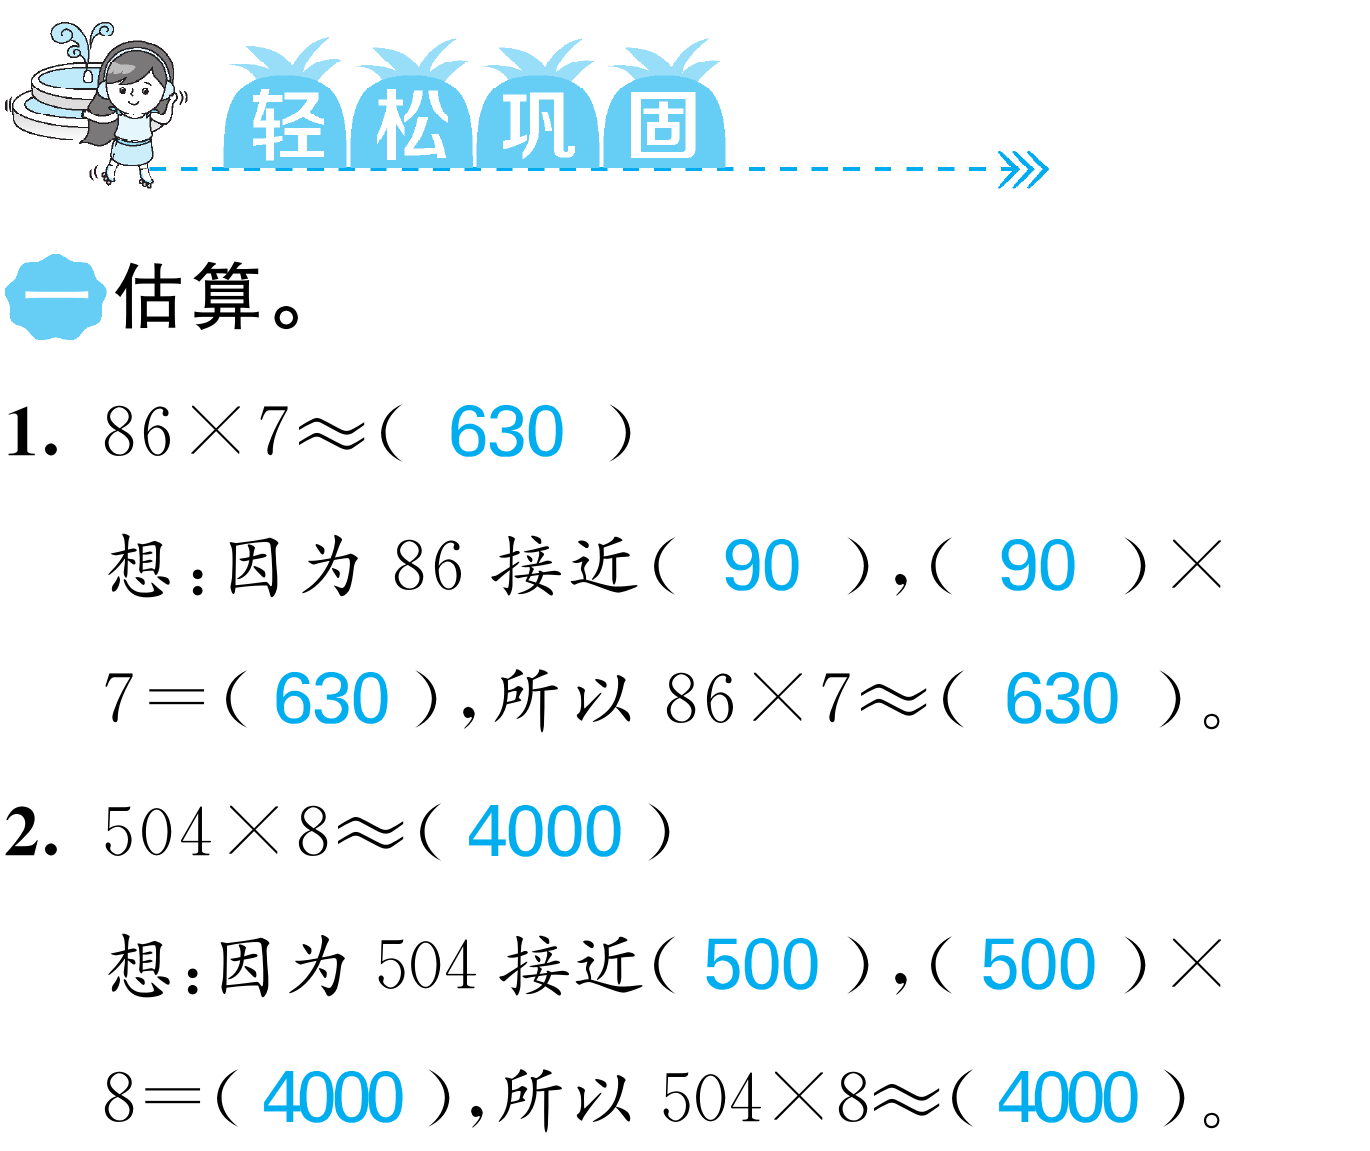 轻松巩固
一 估算。
1. 86×7≈( 630 )
想:因为 86 接近( 90 ),( 90 )×
7=( 630 ),所以 86×7≈( 630 )。
2. 504×8≈( 4000 )
想:因为 504 接近( 500 ),( 500 )×
8=( 4000 ),所以 504×8≈( 4000 )。